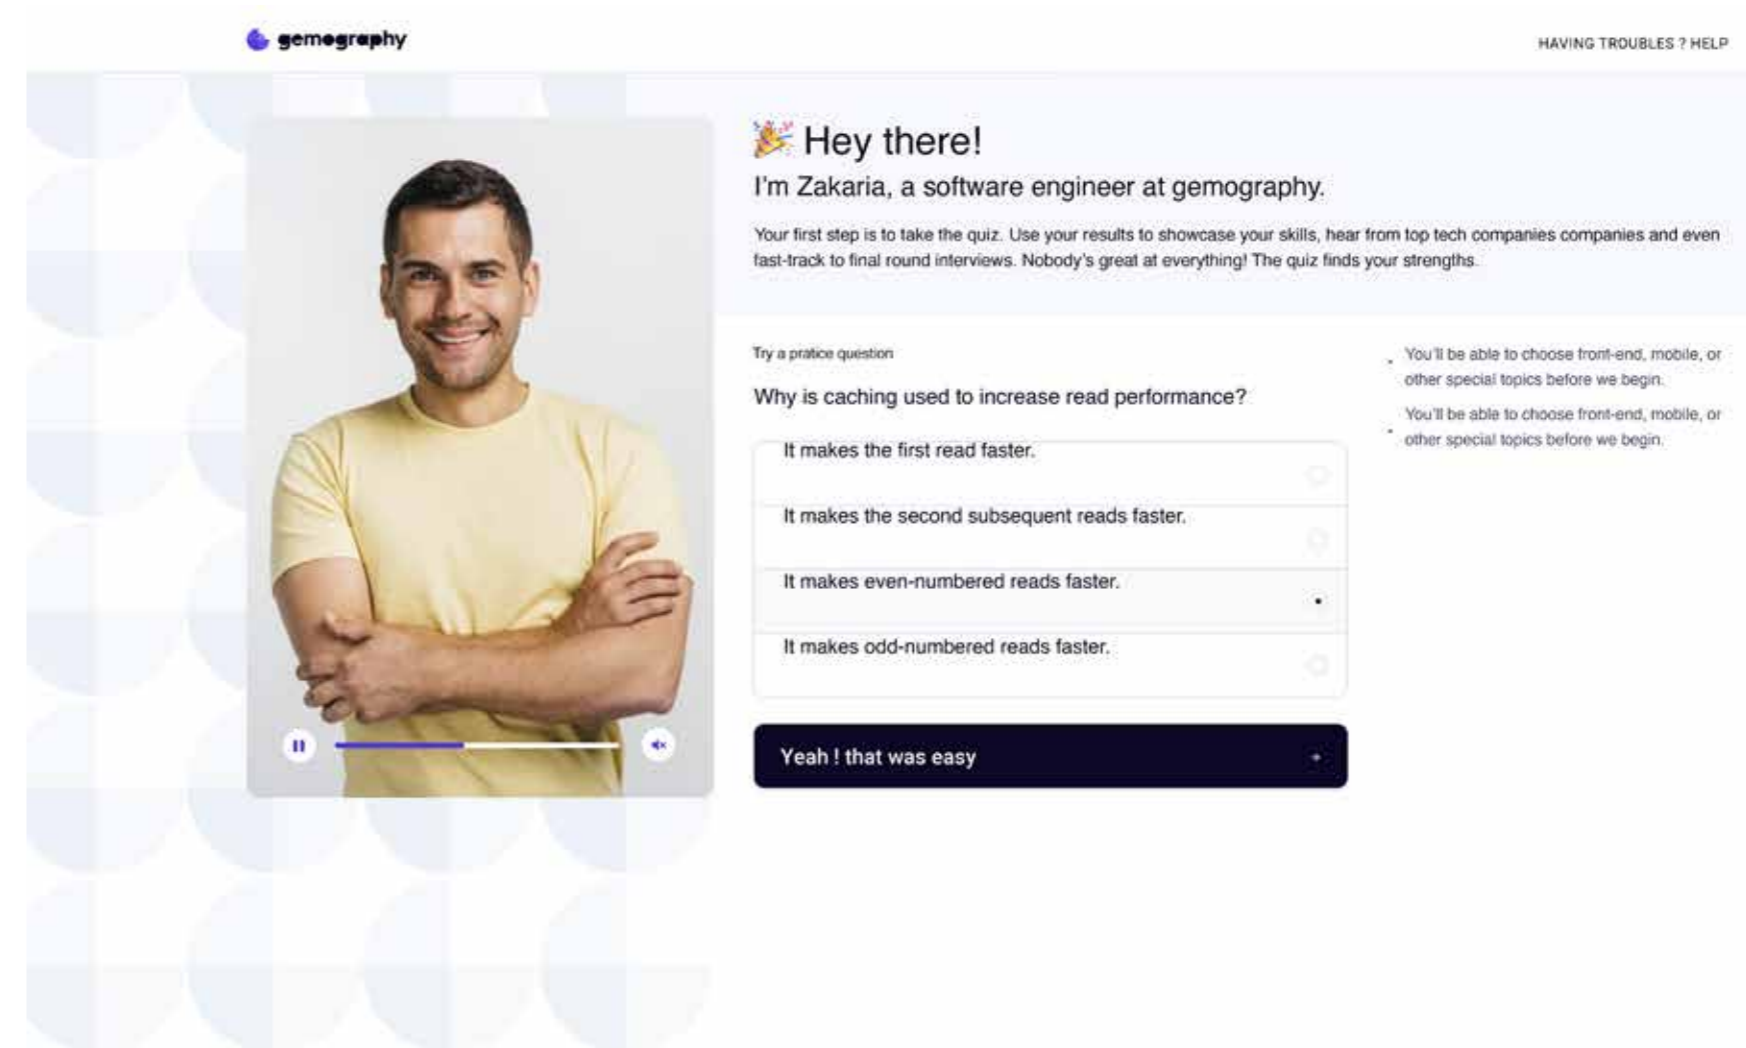 gemography
HAVING TROUBLES ? HELP
🎉 Hey there!
I'm Zakaria, a software engineer at gemography.
Your first step is to take the quiz. Use your results to showcase your skills, hear from top tech companies companies and even
fast-track to final round interviews. Nobody's great at everything! The quiz finds your strengths.
Try a pratice question
Why is caching used to increase read performance?
It makes the first read faster.
It makes the second subsequent reads faster.
It makes even-numbered reads faster.
It makes odd-numbered reads faster.
Yeah ! that was easy
You'll be able to choose front-end, mobile, or
other special topics before we begin.
You'll be able to choose front-end, mobile, or
other special topics before we begin.